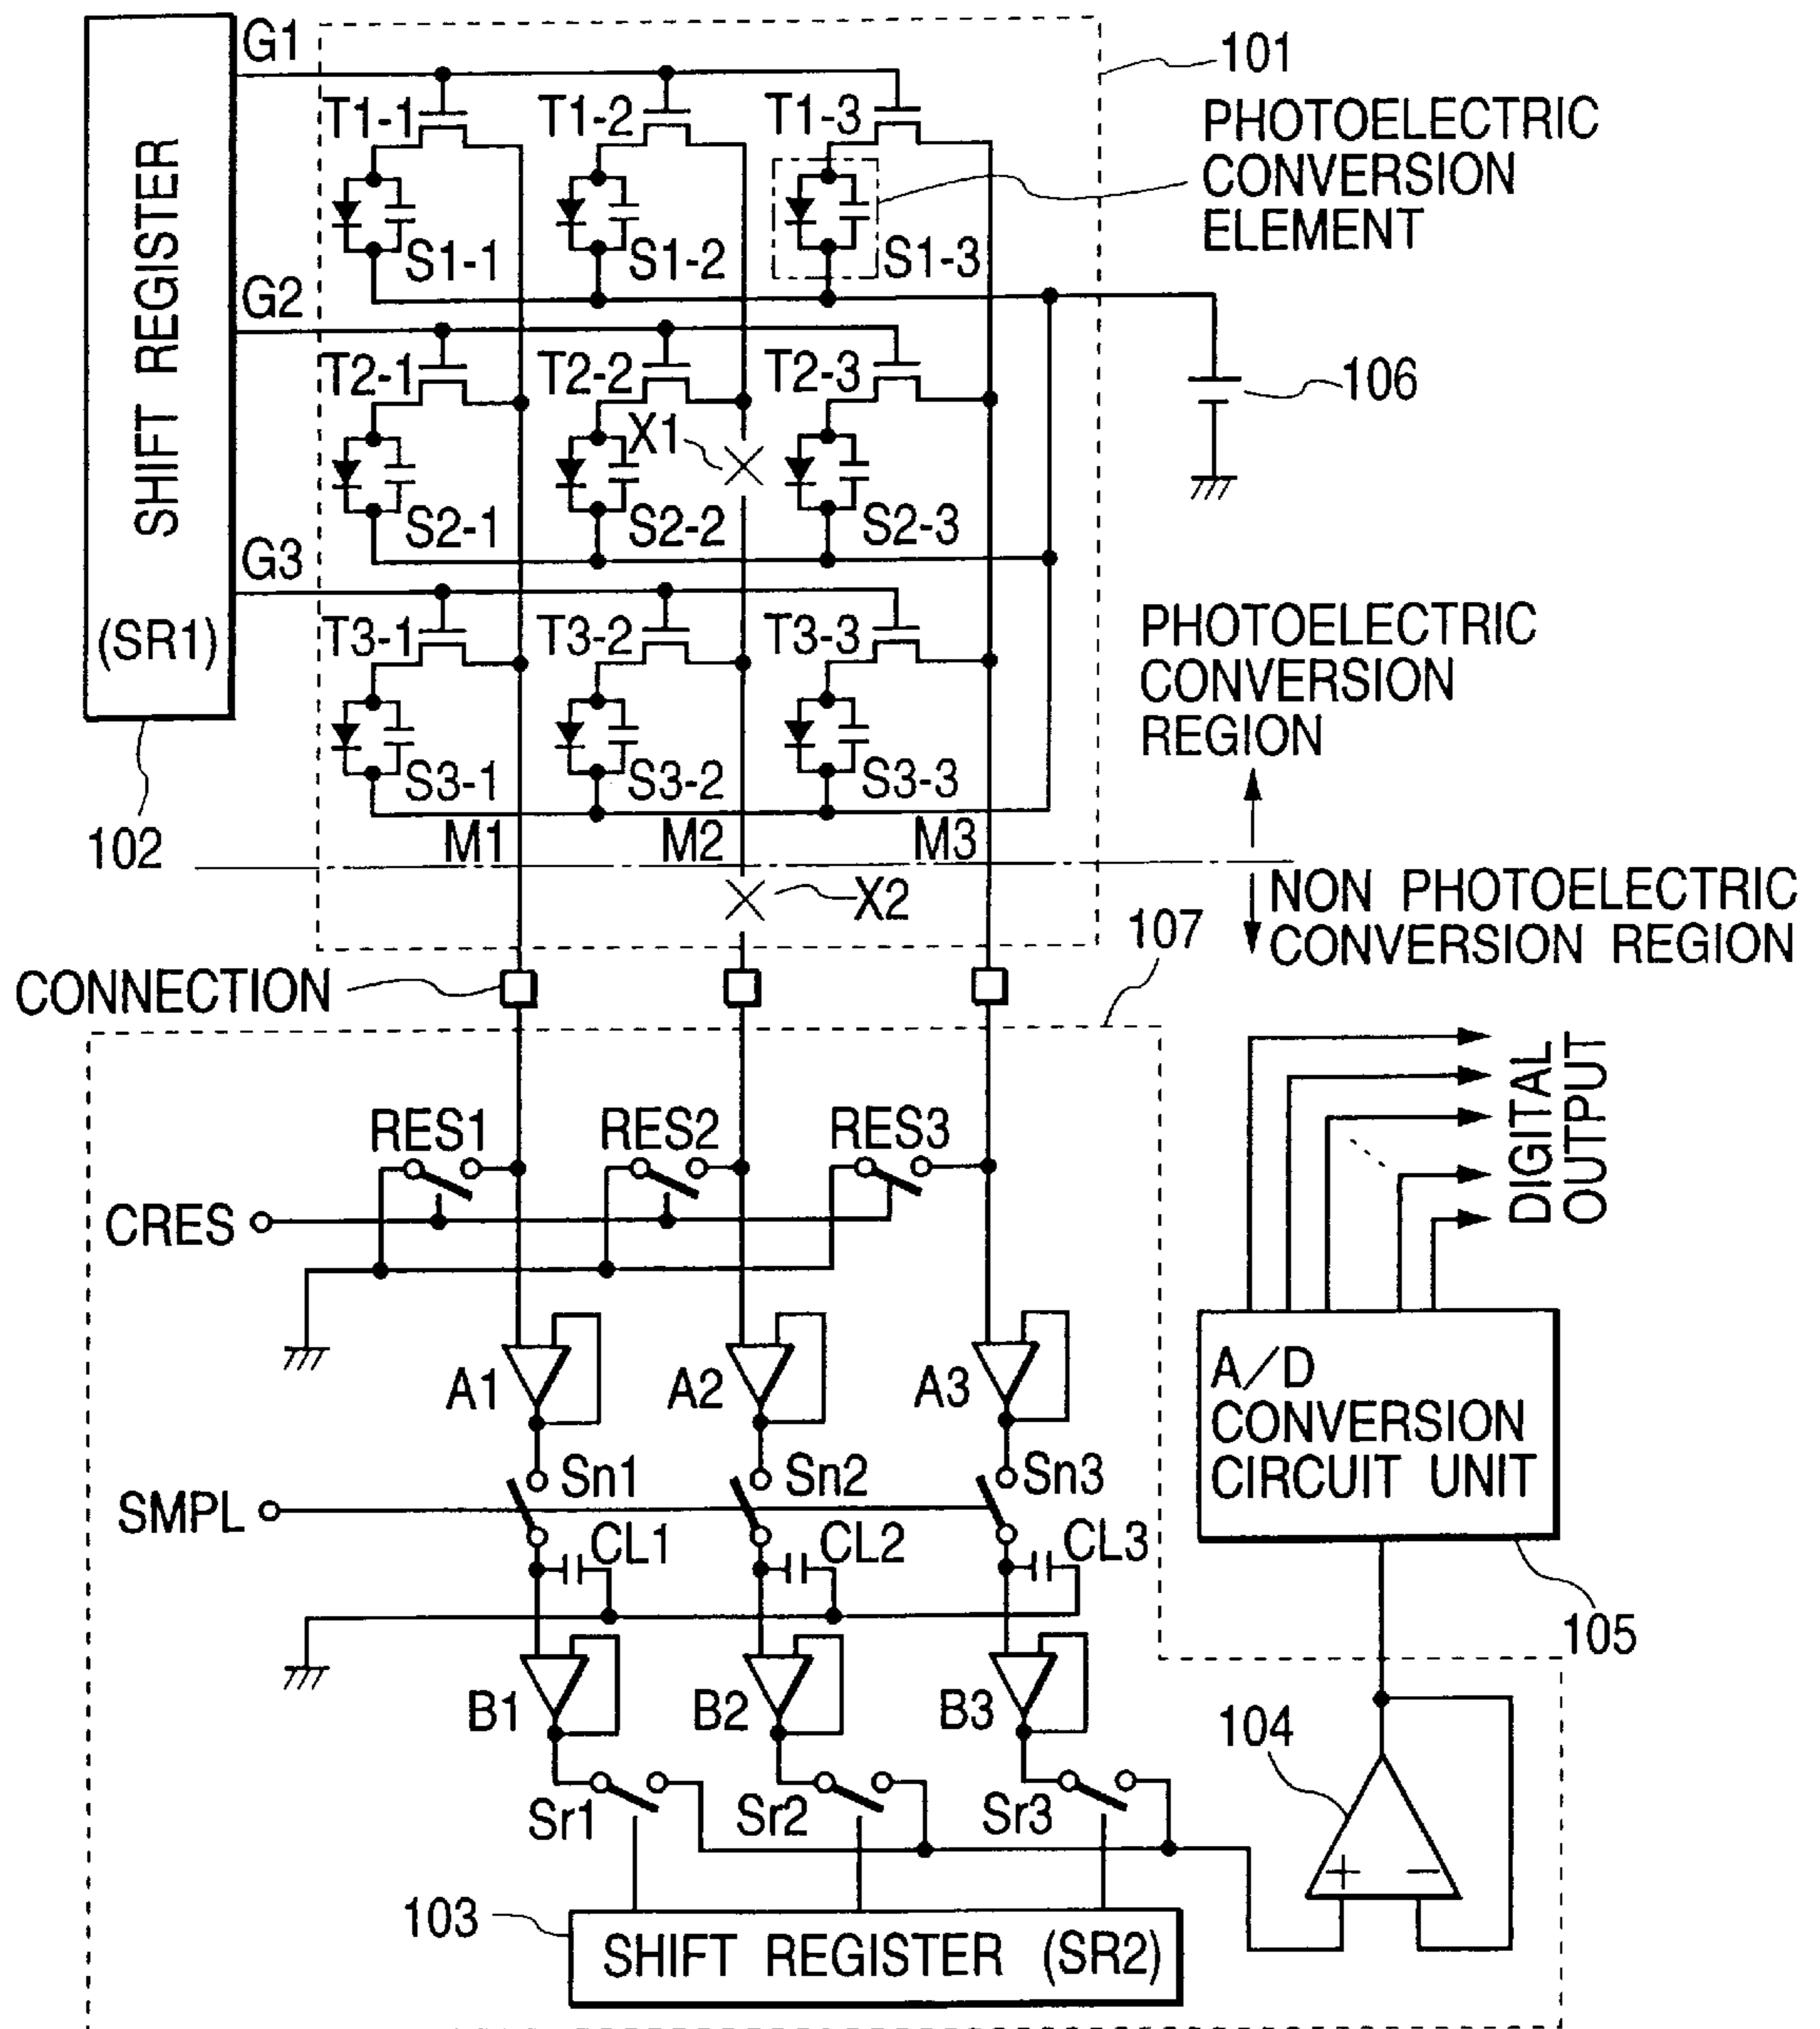 G1
101
T1-1
T1-2
T1-3
PHOTOELECTRIC
CONVERSION
ELEMENT
SHIFT REGISTER
S1-1
S1-2
S1-3
G2
T2-1
T2-2
T2-3
106
X1
S2-1
S2-2
S2-3
G3
(SR1)
T3-1
T3-2
T3-3
PHOTOELECTRIC
CONVERSION
REGION
S3-1
S3-2
S3-3
102
M1
M2
M3
X2
NON PHOTOELECTRIC
CONVERSION REGION
107
CONNECTION
DIGITAL
OUTPUT
RES1
RES2
RES3
CRES
A1
A2
A3
A/D
CONVERSION
CIRCUIT UNIT
Sn1
Sn2
Sn3
SMPL
CL1
CL2
CL3
105
B1
B2
B3
104
Sr1
Sr2
Sr3
+
−
103
SHIFT REGISTER (SR2)